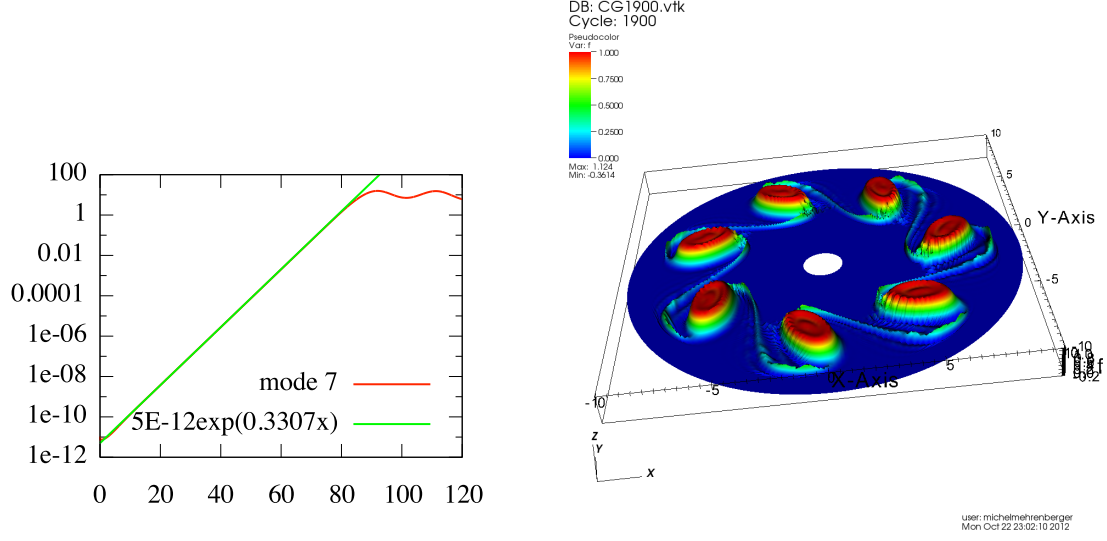 100
1
0.01
0.0001
1e-06
1e-08
1e-10
1e-12
0 20 40 60 80 100 120
mode 7
5E-12exp(0.3307x)
DB: CG1900.vtk
Cycle: 1900
Pseudocolor
Var: f
1.000
0.7500
0.5000
0.2500
0.000
Max: 1.124
Min: -0.3614
10
5
0
Y-Axis
-5
-10
-10
-5
X-Axis
5
10
-0.2
z
Y
X
user: michelmehrenberger
Mon Oct 22 23:02:10 2012